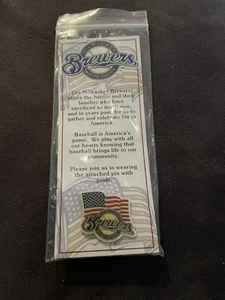 Brewers
The Milwaukee Brewers
salute the heroes and their
families who have
sacrificed so much now,
and in years past, for us to
gather and celebrate life in
America.
Baseball is America's
game. We play with all
our hearts knowing that
baseball brings life to our
community.
Please join us in wearing
the attached pin with
pride.
Brewers